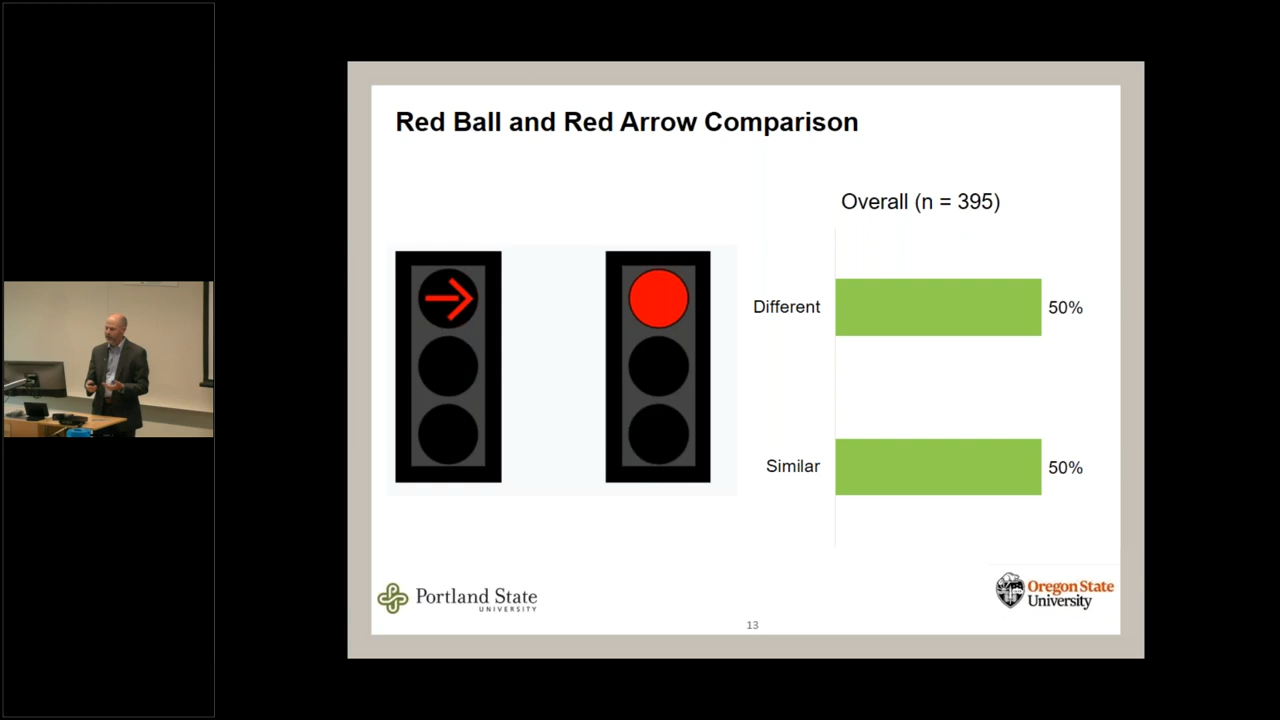 Red Ball and Red Arrow Comparison
Overall (n = 395)
Different
50%
Similar
50%
Portland State
UNIVERSITY
Oregon State
University
13